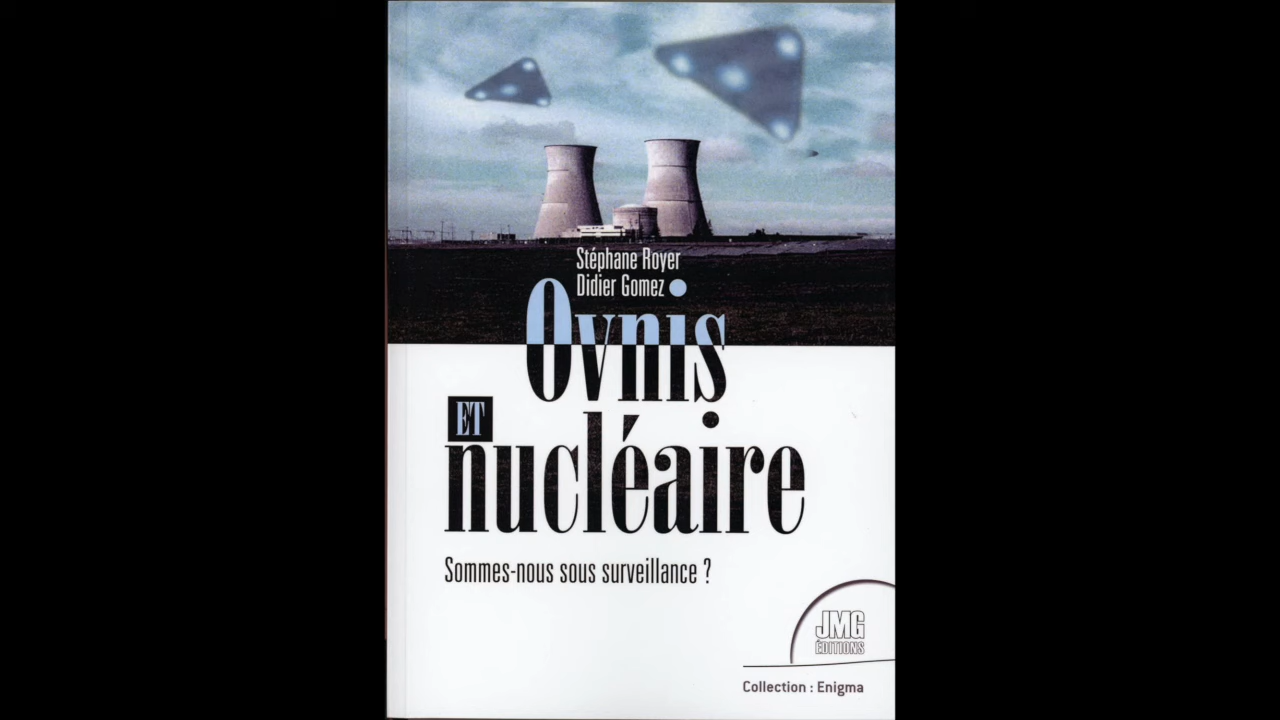 Stéphane Royer
Didier Gomez
Ovnis
ET
nucléaire
Sommes-nous sous surveillance ?
JMG
ÉDITIONS
Collection : Enigma